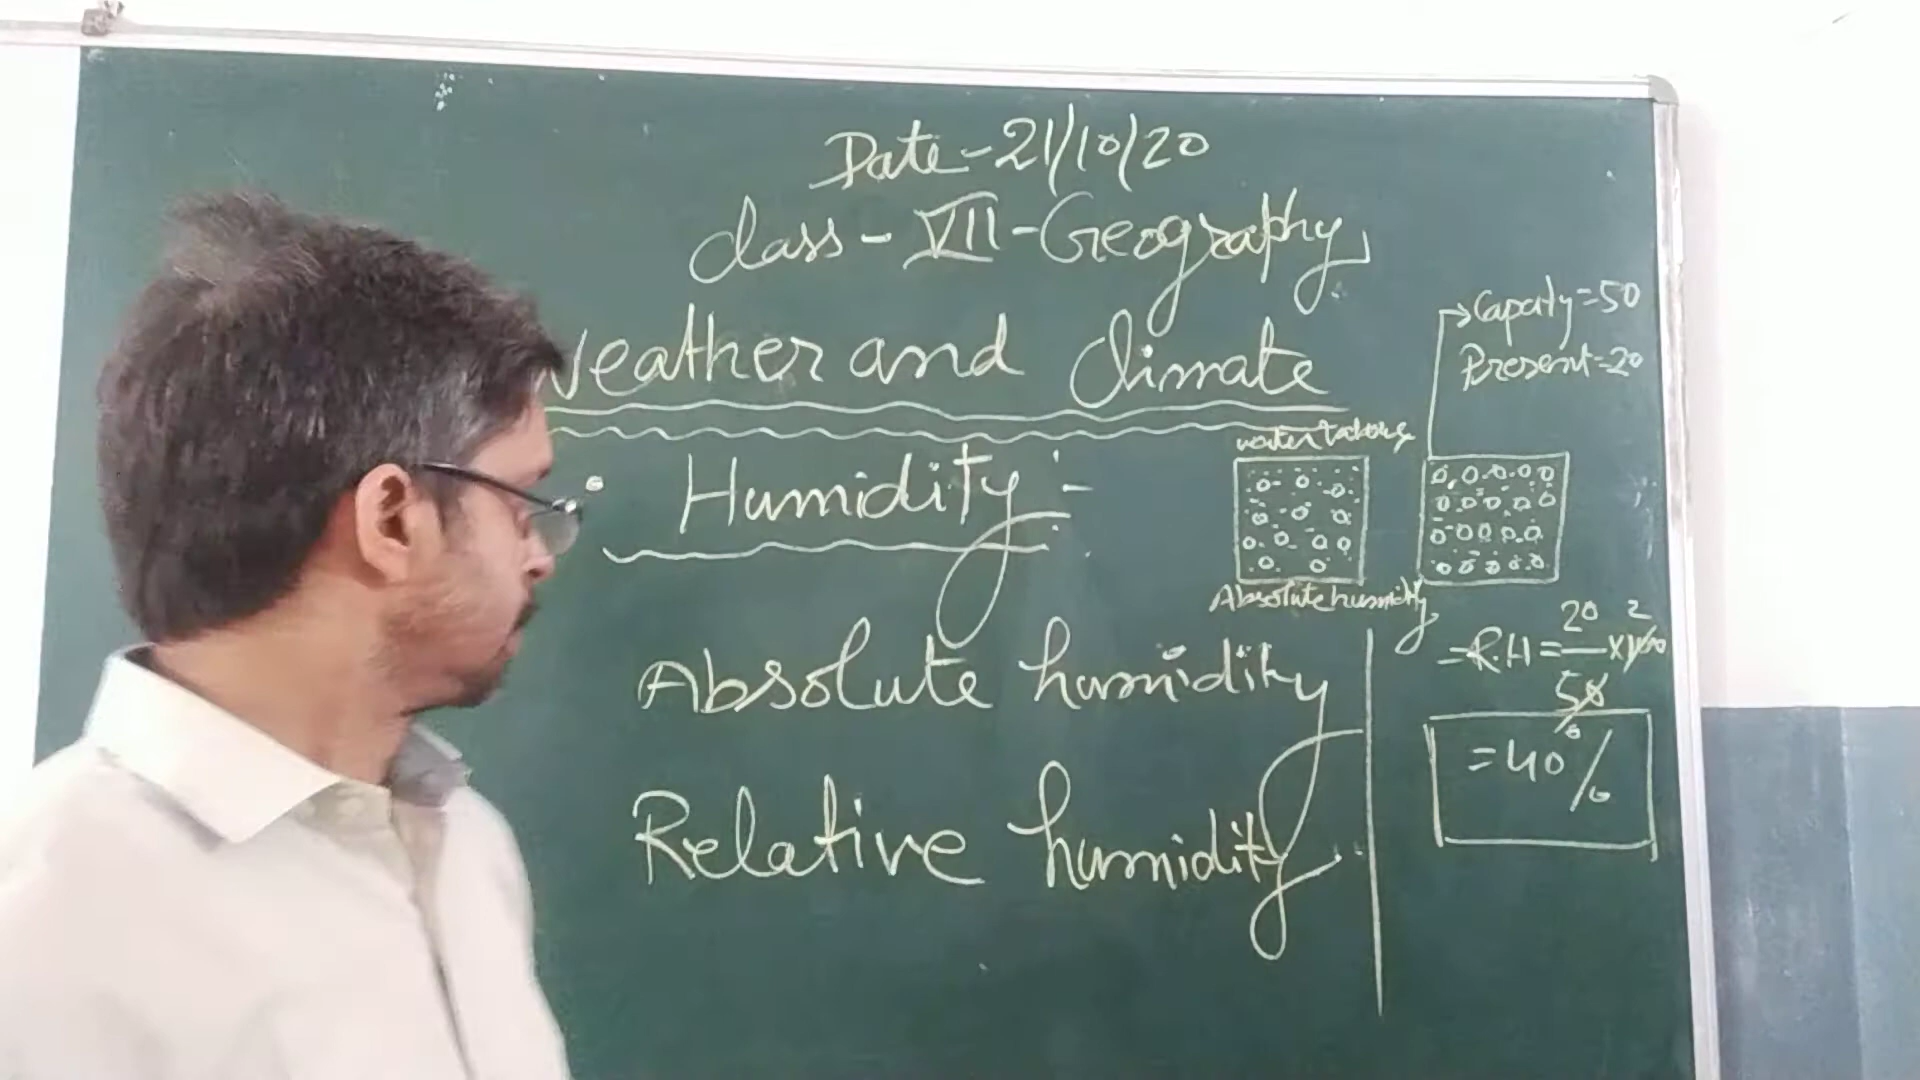 Date-21/10/20
Class-VII-Geography
Weather and Climate
Humidity:-
Absolute humidity
Relative humidity
water
Absolute humidity
Capacity=50
Present=20
=R.H=20/50×100 2
=40%